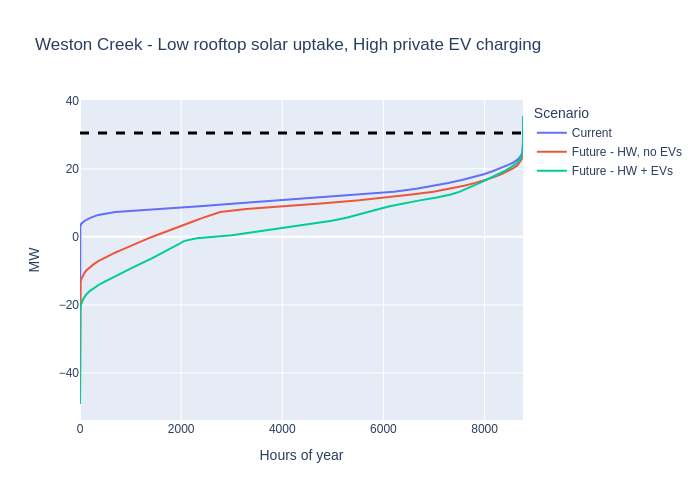 Weston Creek - Low rooftop solar uptake, High private EV charging
40
20
0
−20
−40
MW
0
2000
4000
6000
8000
Hours of year
Scenario
Current
Future - HW, no EVs
Future - HW + EVs